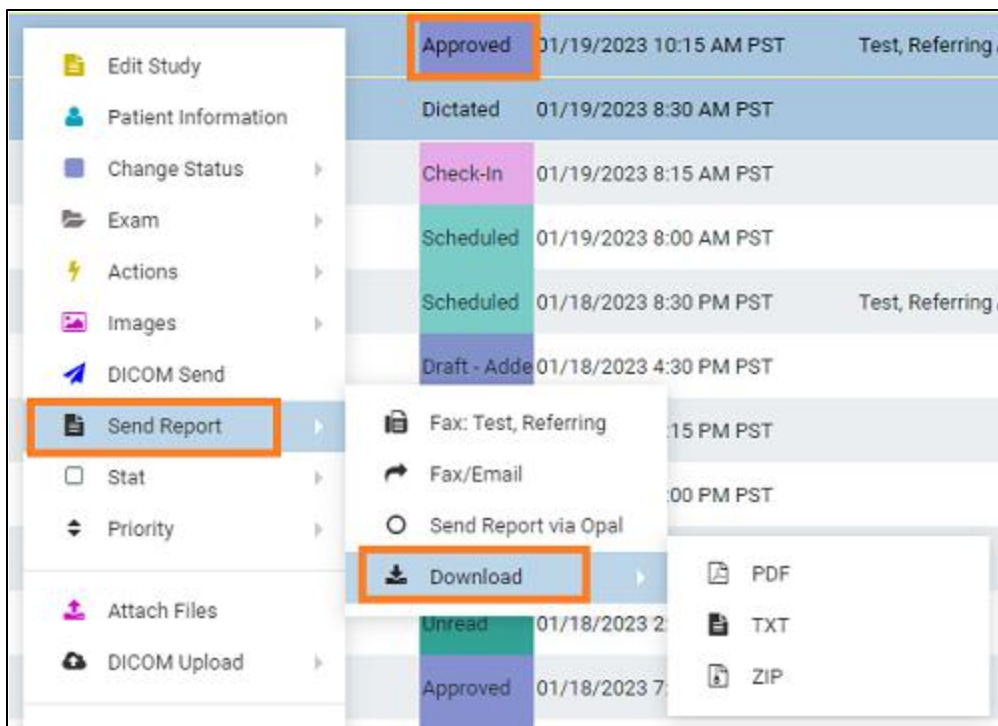 Approved 01/19/2023 10:15 AM PST Test, Referring
Edit Study
Dictated 01/19/2023 8:30 AM PST
Patient Information
Change Status
Check-In 01/19/2023 8:15 AM PST
Exam
Scheduled 01/19/2023 8:00 AM PST
Actions
Scheduled 01/18/2023 8:30 PM PST Test, Referring
Images
DICOM Send
Draft - Adde 01/18/2023 4:30 PM PST
Send Report
Fax: Test, Referring
:15 PM PST
Stat
Fax/Email
:00 PM PST
Priority
Send Report via Opal
Download
PDF
Attach Files
Unread 01/18/2023 2:
TXT
DICOM Upload
ZIP
Approved 01/18/2023 7: